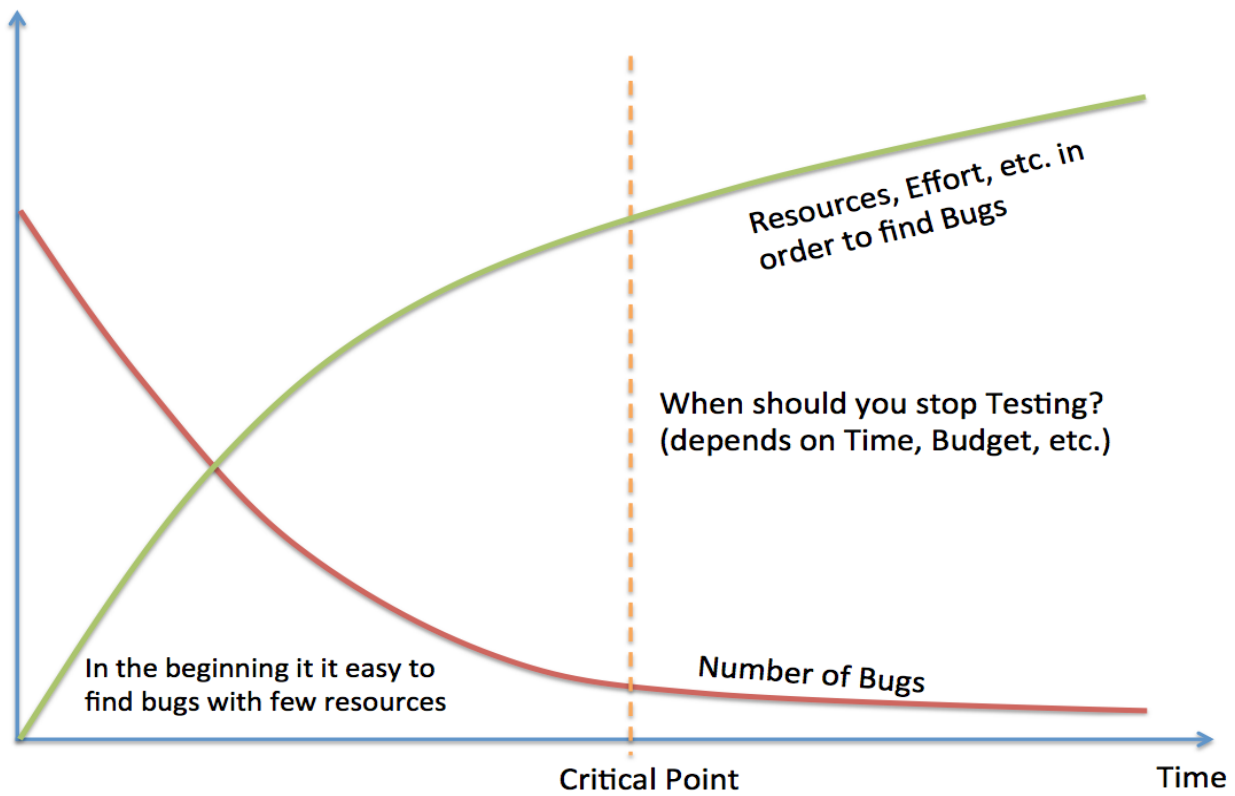 Resources, Effort, etc. in
order to find Bugs
When should you stop Testing?
(depends on Time, Budget, etc.)
In the beginning it it easy to
find bugs with few resources
Number of Bugs
Critical Point
Time